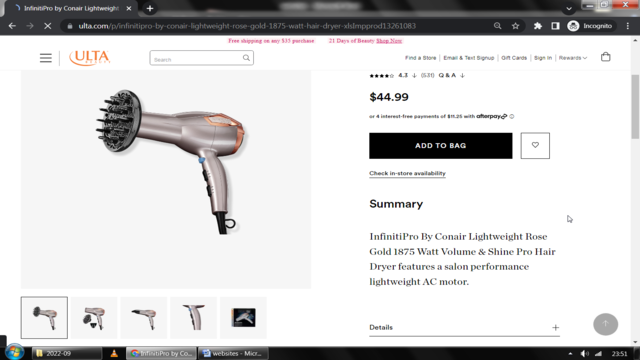 InfinitiPro by Conair Lightweight
ulta.com/p/infinitipro-by-conair-lightweight-rose-gold-1875-watt-hair-dryer-xlsImpprod13261083
Incognito
Free shipping on any $35 purchase 21 Days of Beauty Shop Now
ULTA
BEAUTY
Search
Find a Store Email & Text Signup Gift Cards Sign In Rewards
4.3 (531) Q & A
$44.99
or 4 interest-free payments of $11.25 with afterpay
ADD TO BAG
Check in-store availability
Summary
InfinitiPro By Conair Lightweight Rose
Gold 1875 Watt Volume & Shine Pro Hair
Dryer features a salon performance
lightweight AC motor.
Details
2022-09
InfinitiPro by Co...
websites - Micr...
23:51